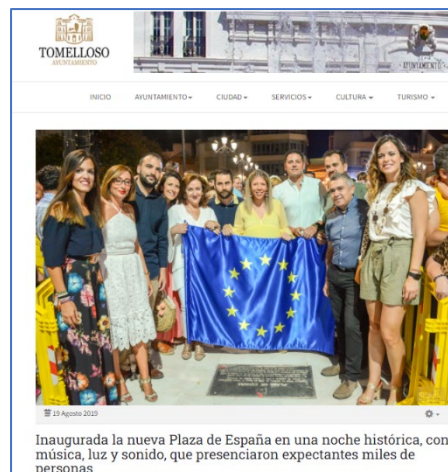 TOMELLOSO
AYUNTAMIENTO
AYUNTAMIENTO
INICIO AYUNTAMIENTO CIUDAD SERVICIOS CULTURA TURISMO
19 Agosto 2019
Inaugurada la nueva Plaza de España en una noche histórica, con
música, luz y sonido, que presenciaron expectantes miles de
personas